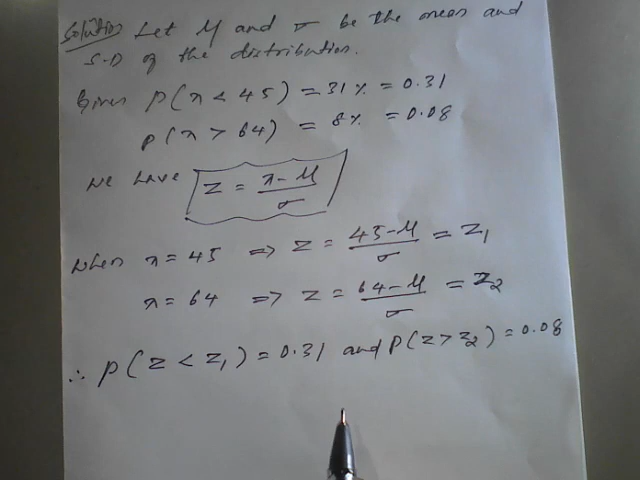 Solution Let μ and σ be the mean and
S.D of the distribution.
Given P(x < 45) = 31% = 0.31
P(x > 64) = 8% = 0.08
We have z = (x-μ)/σ
When x = 45 ⇒ z = (45-μ)/σ = z₁
x = 64 ⇒ z = (64-μ)/σ = z₂
∴ P(z < z₁) = 0.31 and P(z > z₂) = 0.08